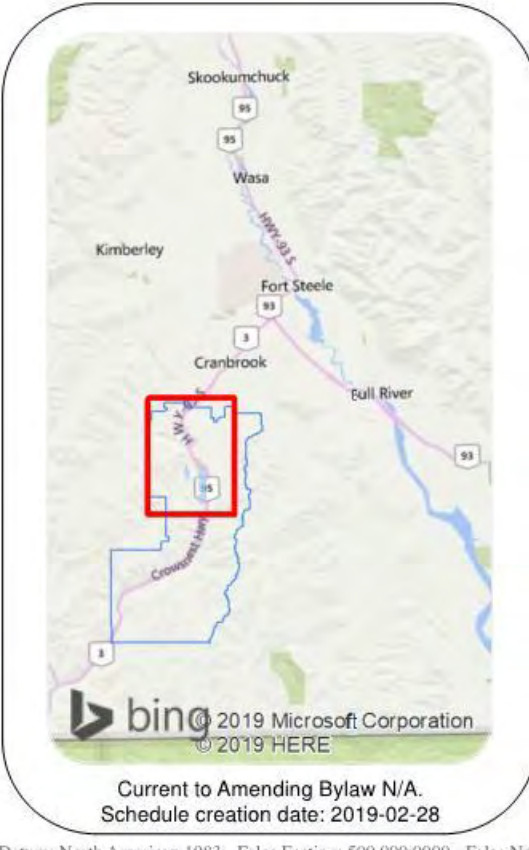 Skookumchuck
95
95
Wasa
HWY-93 S
Kimberley
Fort Steele
93
3
Cranbrook
Bull River
HWY
93
95
Crowsnest Hwy
3
bing
© 2019 Microsoft Corporation
© 2019 HERE
Current to Amending Bylaw N/A.
Schedule creation date: 2019-02-28